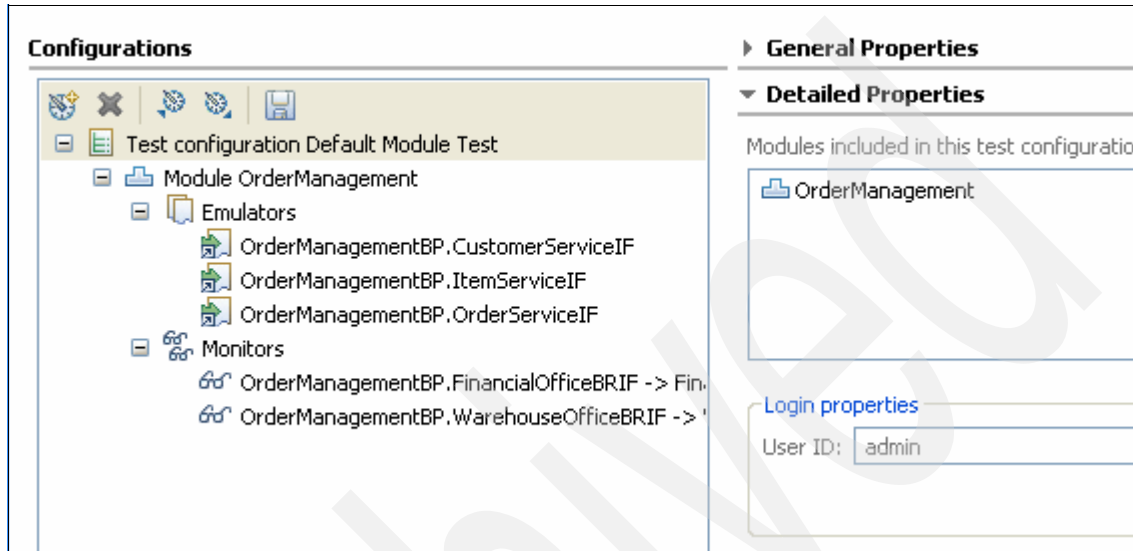 Configurations
Test configuration Default Module Test
Module OrderManagement
Emulators
OrderManagementBP.CustomerServiceIF
OrderManagementBP.ItemServiceIF
OrderManagementBP.OrderServiceIF
Monitors
OrderManagementBP.FinancialOfficeBRIF -> Fin
OrderManagementBP.WarehouseOfficeBRIF -> '
General Properties
Detailed Properties
Modules included in this test configuratio
OrderManagement
Login properties
User ID: admin